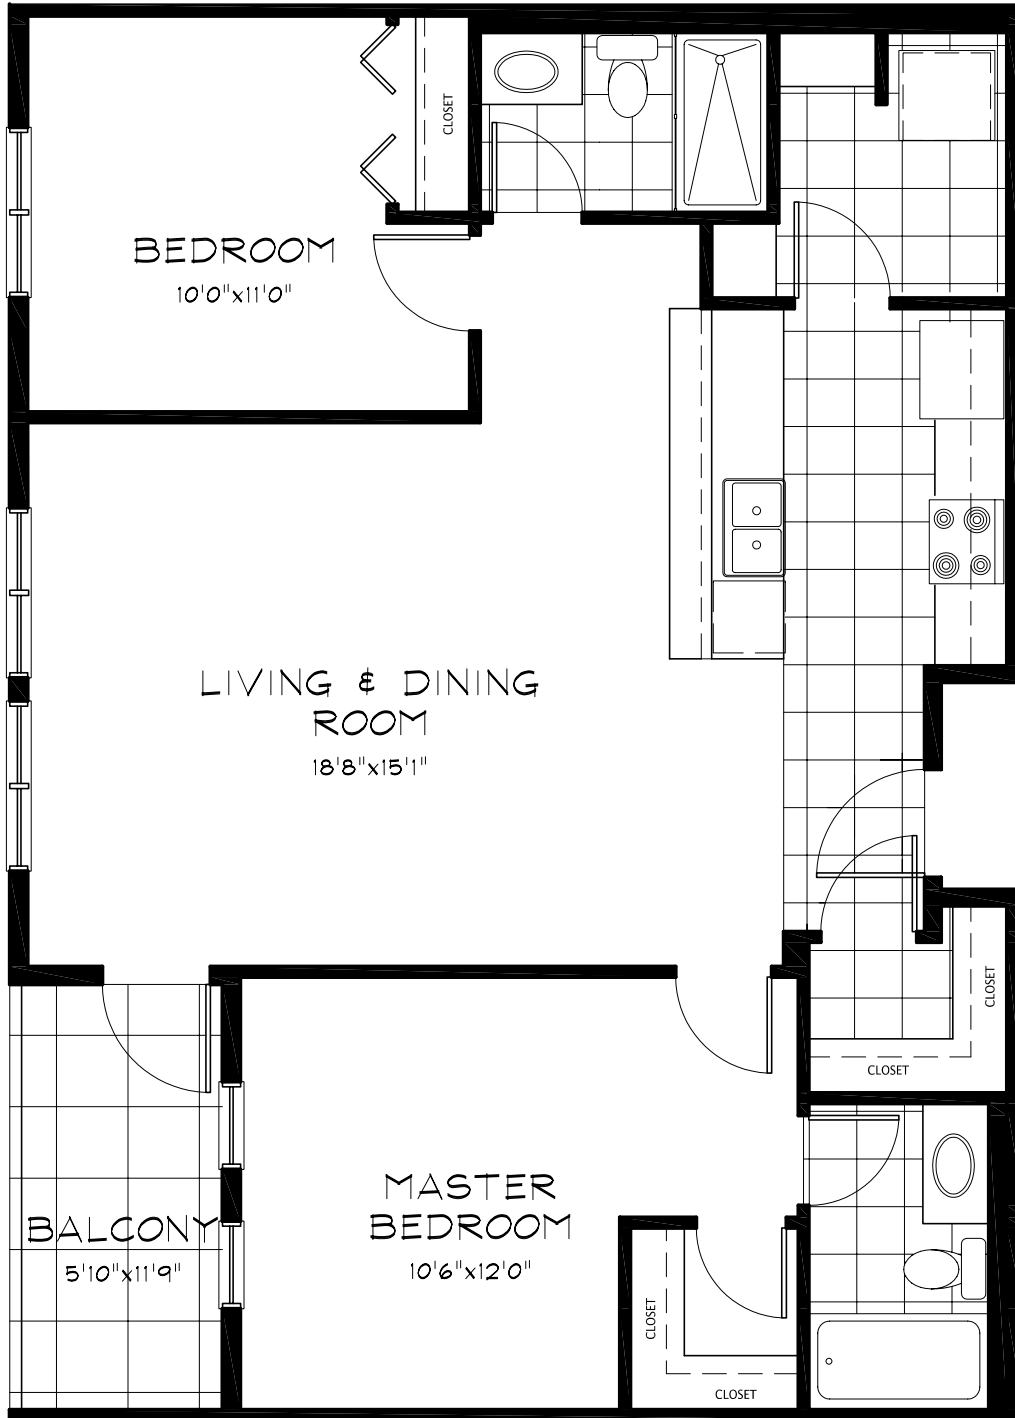 CLOSET
BEDROOM
10'0"x11'0"
LIVING & DINING
ROOM
18'8"x15'1"
CLOSET
CLOSET
MASTER
BEDROOM
10'6"x12'0"
BALCONY
5'10"x11'9"
CLOSET
CLOSET